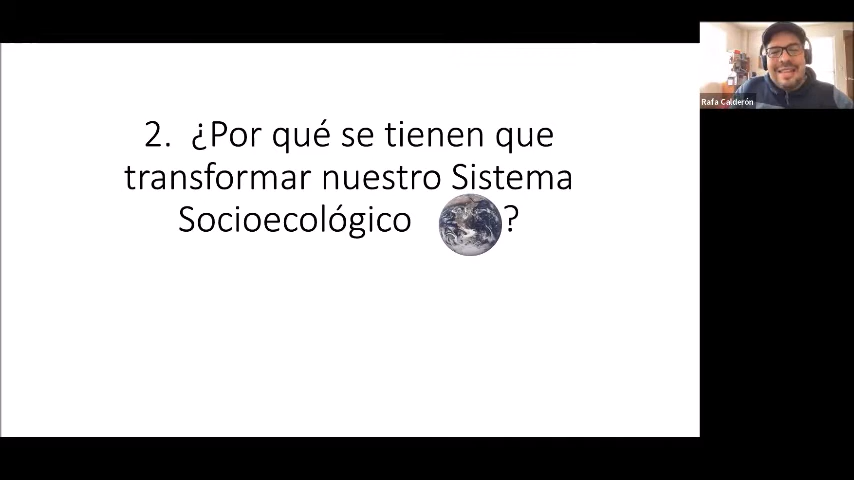 2. ¿Por qué se tienen que
transformar nuestro Sistema
Socioecológico ?
Rafa Calderón